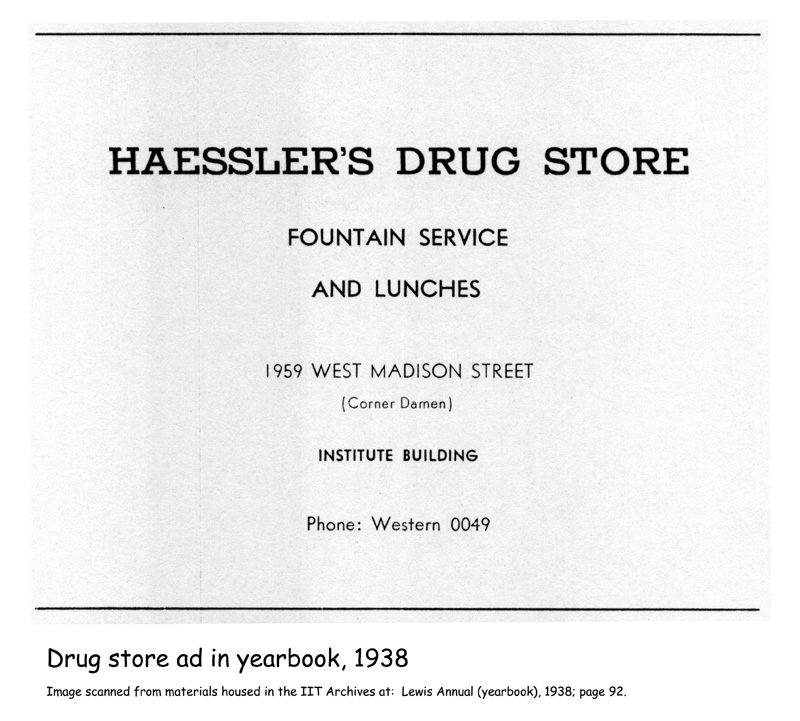 HAESSLER'S DRUG STORE
FOUNTAIN SERVICE
AND LUNCHES
1959 WEST MADISON STREET
(Corner Damen)
INSTITUTE BUILDING
Phone: Western 0049
Drug store ad in yearbook, 1938
Image scanned from materials housed in the IIT Archives at: Lewis Annual (yearbook), 1938; page 92.